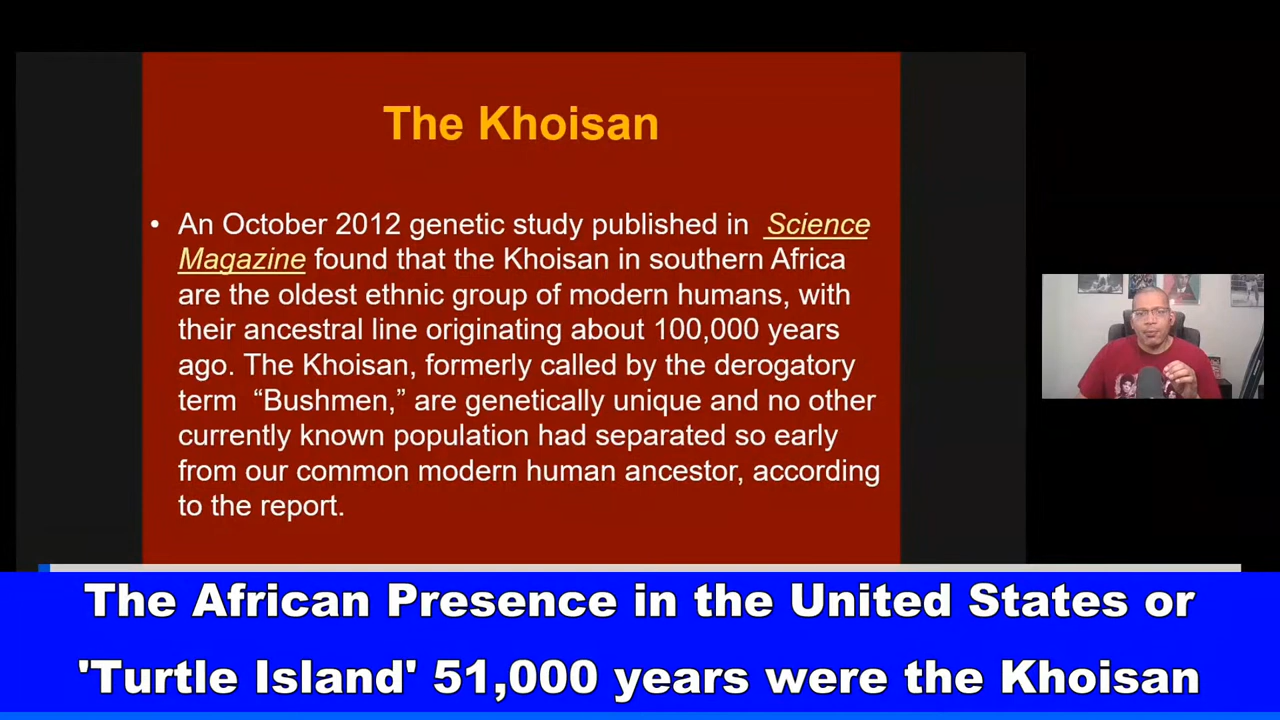 The Khoisan
• An October 2012 genetic study published in Science
Magazine found that the Khoisan in southern Africa
are the oldest ethnic group of modern humans, with
their ancestral line originating about 100,000 years
ago. The Khoisan, formerly called by the derogatory
term “Bushmen,” are genetically unique and no other
currently known population had separated so early
from our common modern human ancestor, according
to the report.
The African Presence in the United States or
'Turtle Island' 51,000 years were the Khoisan